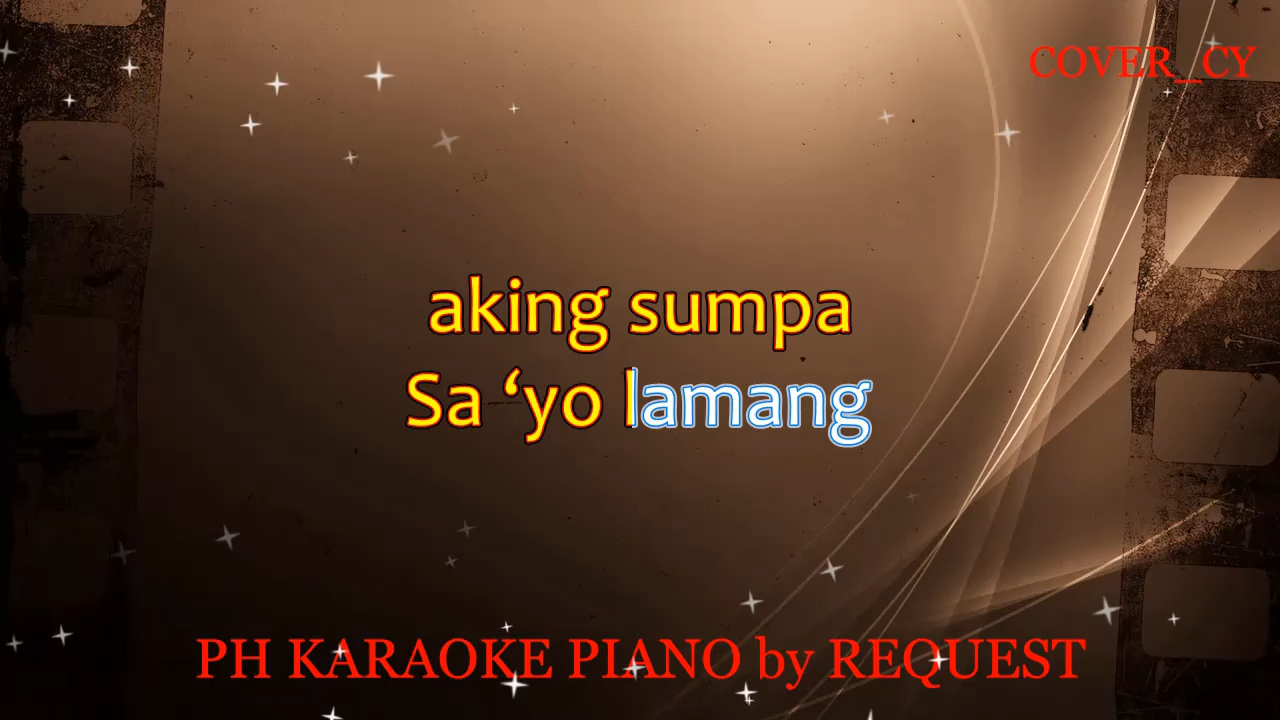 COVER_CY
aking sumpa
Sa ‘yo lamang
PH KARAOKE PIANO by REQUEST